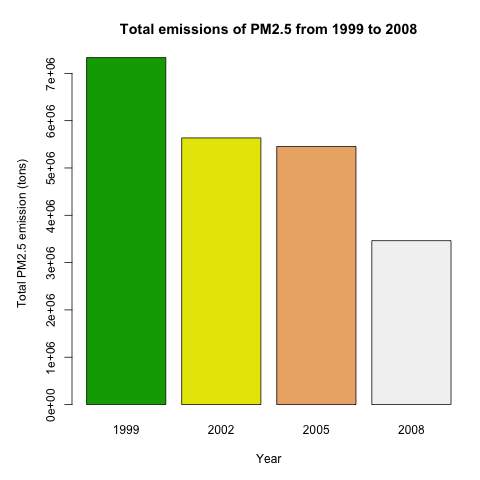 Total emissions of PM2.5 from 1999 to 2008
Total PM2.5 emission (tons)
7e+06
6e+06
5e+06
4e+06
3e+06
2e+06
1e+06
0e+00
1999 2002 2005 2008
Year